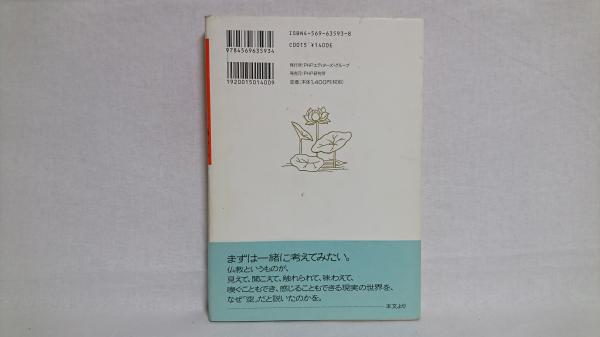 ISBN4-569-63593-8
C0015 ¥1400E
9784569635934
1920015014009
発行所:PHPエディターズ・グループ
発売元:PHP研究所
定価:本体1,400円(税別)
まずは一緒に考えてみたい。
仏教というものが、
見えて、聞こえて、触れられて、味わえて、
嗅ぐこともでき、感じることもできる現実の世界を、
なぜ“空”だと説いたのかを。
本文より